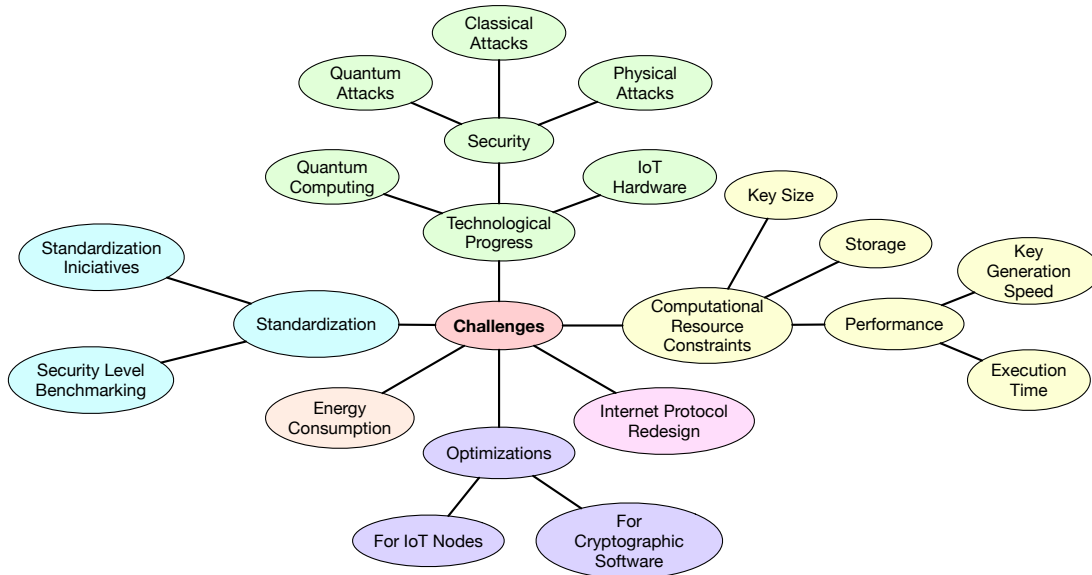 Classical
Attacks
Quantum
Attacks
Physical
Attacks
Security
Quantum
Computing
IoT
Hardware
Key Size
Technological
Progress
Storage
Standardization
Iniciatives
Key
Generation
Speed
Standardization
Challenges
Computational
Resource
Constraints
Performance
Security Level
Benchmarking
Execution
Time
Energy
Consumption
Internet Protocol
Redesign
Optimizations
For IoT Nodes
For
Cryptographic
Software